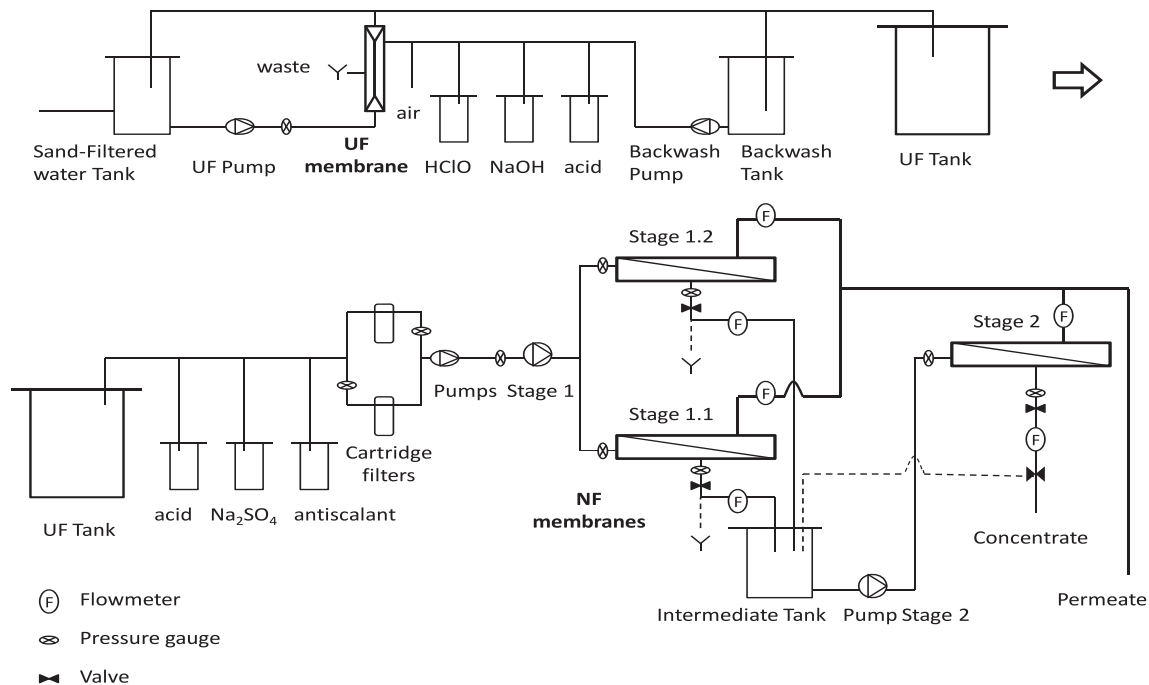 waste
air
Sand-Filtered
water Tank
UF Pump
UF
membrane
HClO
NaOH
acid
Backwash
Pump
Backwash
Tank
UF Tank
F
Stage 1.2
F
Stage 2
F
Pumps
Stage 1
F
Stage 1.1
F
Cartridge
filters
F
NF
membranes
acid
Na₂SO₄
antiscalant
UF Tank
Concentrate
Intermediate Tank
Pump Stage 2
Permeate
F Flowmeter
Pressure gauge
Valve